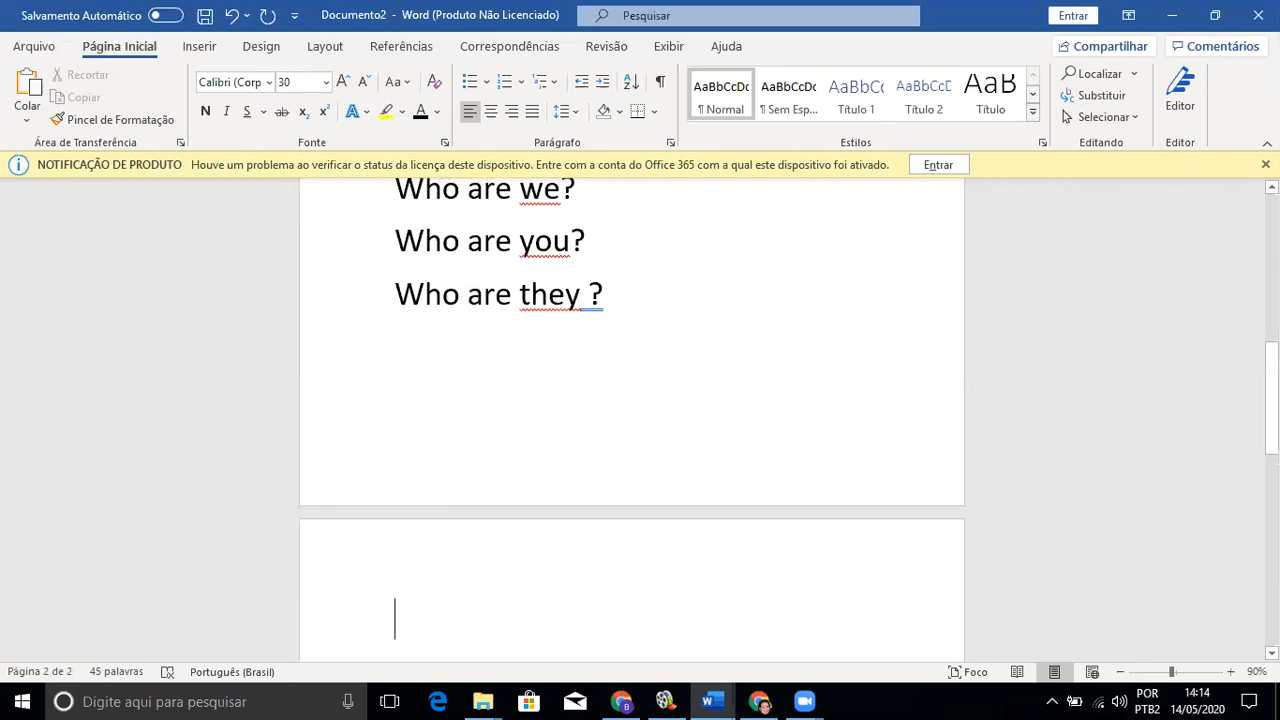 Salvamento Automático
Documento2 - Word (Produto Não Licenciado)
Pesquisar
Entrar
Arquivo Página Inicial Inserir Design Layout Referências Correspondências Revisão Exibir Ajuda
Compartilhar Comentários
Colar
Recortar
Copiar
Pincel de Formatação
Área de Transferência
Calibri (Corp 30 Aa
N I S ab x₂ x² A A
Fonte
Parágrafo
AaBbCcDc AaBbCcDc AaBbCc AaBbCcD AaB
¶ Normal ¶ Sem Esp... Título 1 Título 2 Título
Estilos
Localizar
Substituir
Selecionar
Editando
Editor
Editor
NOTIFICAÇÃO DE PRODUTO Houve um problema ao verificar o status da licença deste dispositivo. Entre com a conta do Office 365 com a qual este dispositivo foi ativado. Entrar
Who are we?
Who are you?
Who are they ?
Página 2 de 2 45 palavras Português (Brasil) Foco 90%
Digite aqui para pesquisar
POR
PTB2
14:14
14/05/2020